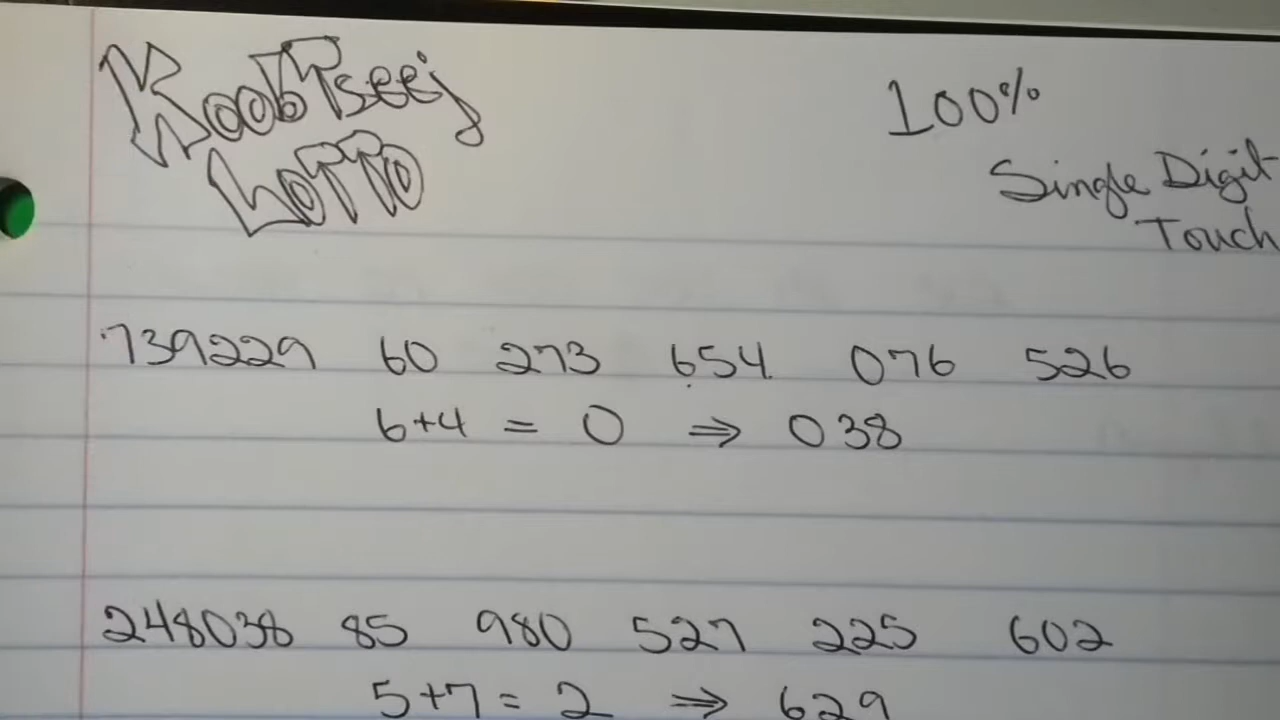 KoobTseej
LOTTO
100%
Single Digit
Touch
739229 60 273 654 076 526
6+4 = 0 ⇒ 038
248038 85 980 527 225 602
5+7 = 2 ⇒ 629